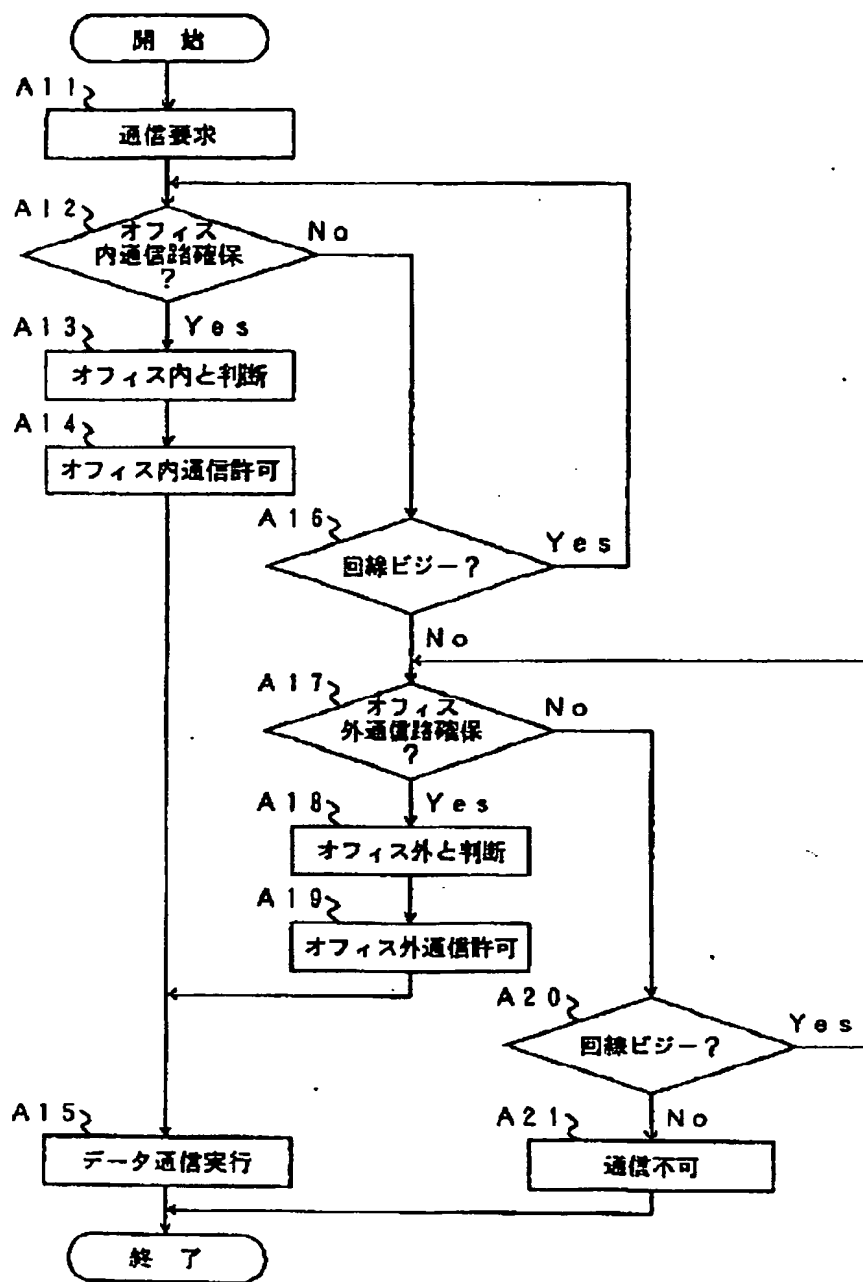 開 始
A11
通信要求
A12
オフィス
内通信路確保
?
No
Yes
A13
オフィス内と判断
A14
オフィス内通信許可
A16
回線ビジー?
Yes
No
A17
オフィス
外通信路確保
?
No
Yes
A18
オフィス外と判断
A19
オフィス外通信許可
A20
回線ビジー?
Yes
No
A15
データ通信実行
A21
通信不可
終 了